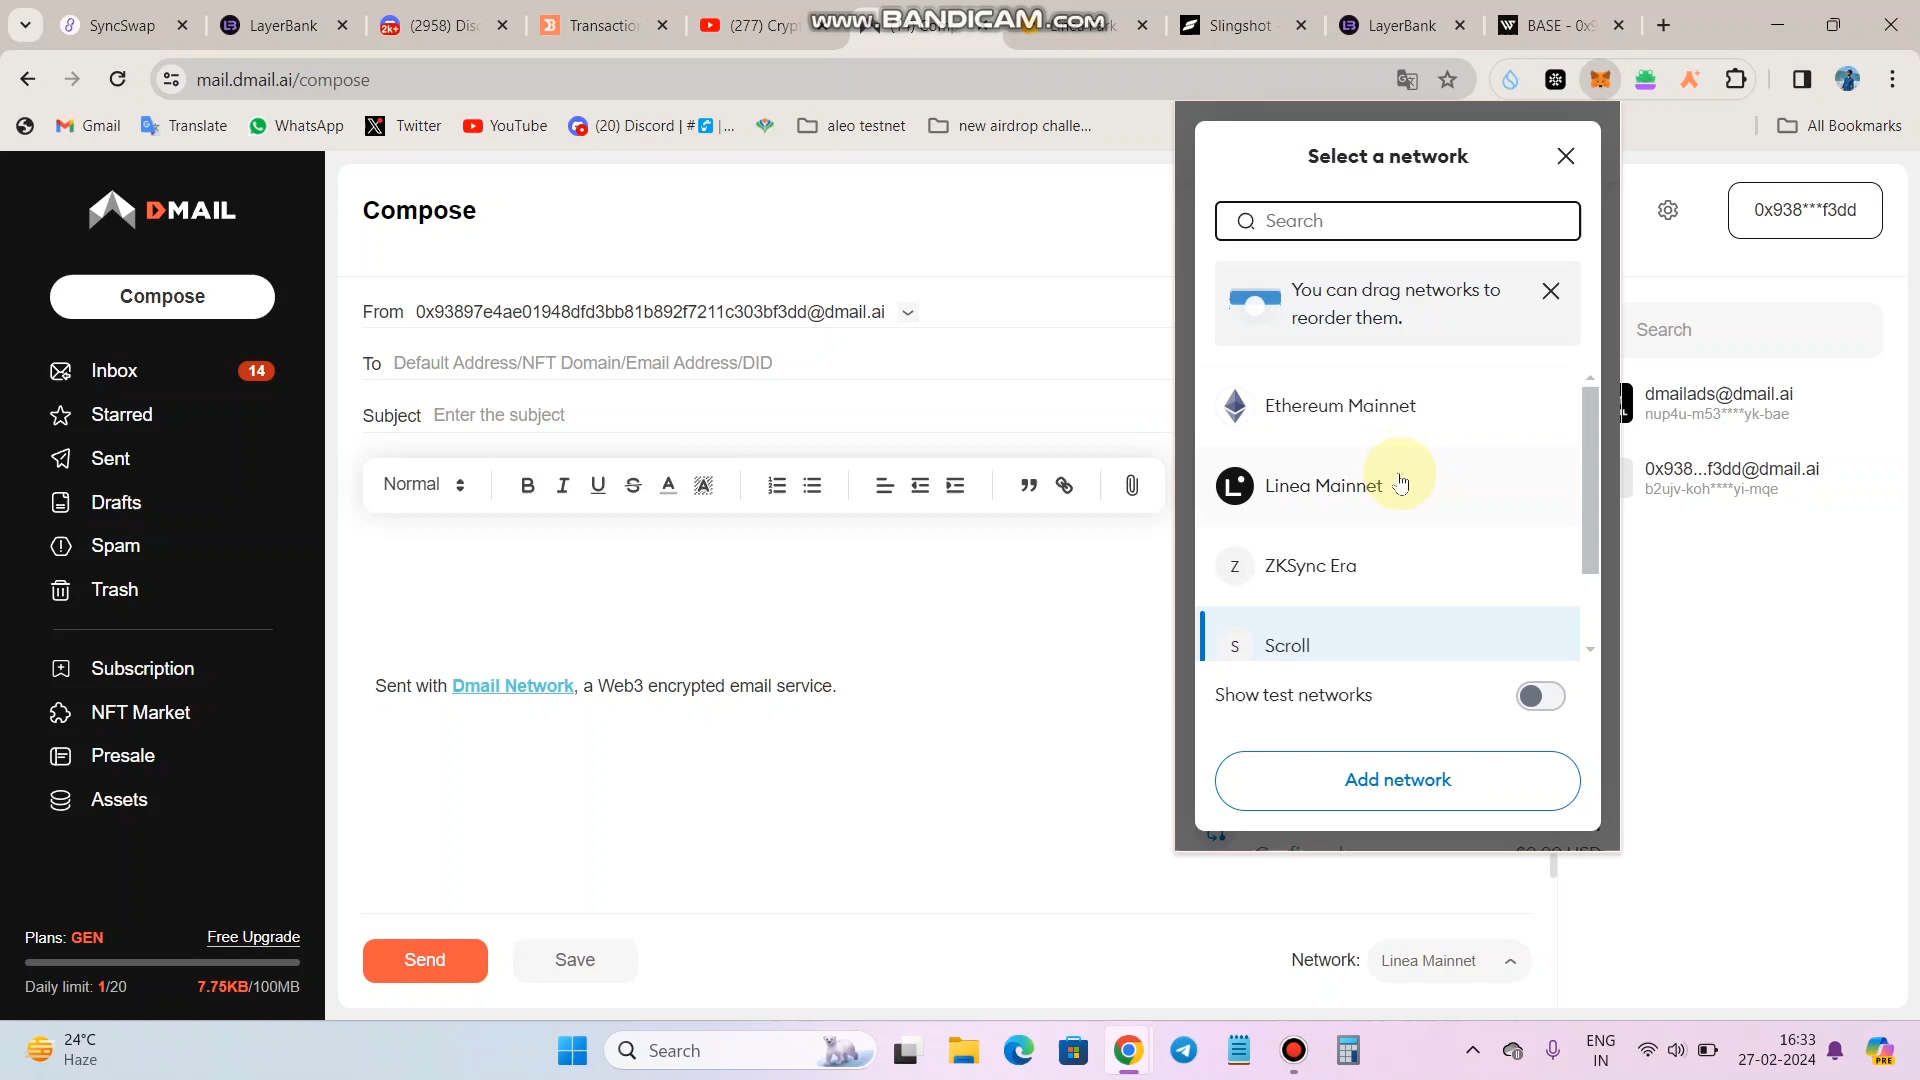 SyncSwap
LayerBank
(2958) Dis
Transaction
(277) Crypt
www.BANDICAM.com
Slingshot -
LayerBank
BASE - 0x9
mail.dmail.ai/compose
Gmail
Translate
WhatsApp
Twitter
YouTube
(20) Discord | #
|...
aleo testnet
new airdrop challe...
All Bookmarks
DMAIL
Compose
Inbox
14
Starred
Sent
Drafts
Spam
Trash
Subscription
NFT Market
Presale
Assets
Plans: GEN
Free Upgrade
Daily limit: 1/20
7.75KB/100MB
Compose
From 0x93897e4ae01948dfd3bb81b892f7211c303bf3dd@dmail.ai
To Default Address/NFT Domain/Email Address/DID
Subject Enter the subject
Normal
Sent with Dmail Network, a Web3 encrypted email service.
Send
Save
Network: Linea Mainnet
Select a network
Search
You can drag networks to
reorder them.
Ethereum Mainnet
Linea Mainnet
Z ZKSync Era
S Scroll
Show test networks
Add network
0x938***f3dd
Search
dmailads@dmail.ai
nup4u-m53****yk-bae
0x938...f3dd@dmail.ai
b2ujv-koh****yi-mqe
24°C
Haze
Search
ENG
IN
16:33
27-02-2024
PRE